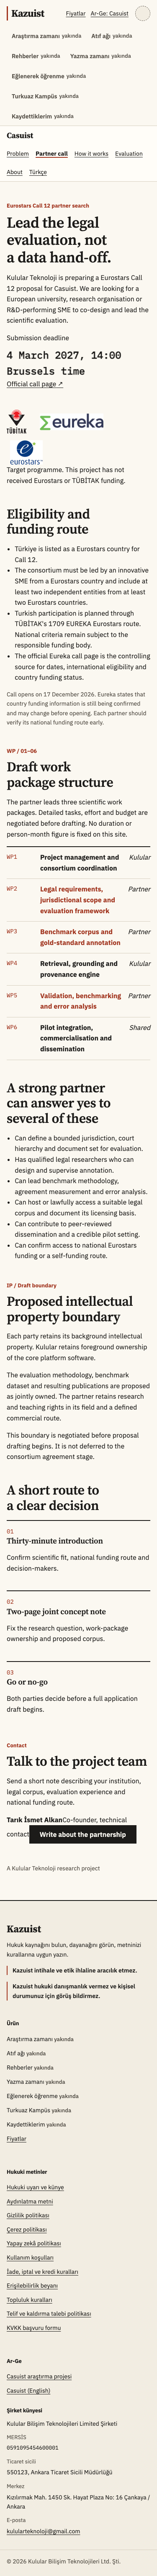 Kazuist
Fiyatlar Ar-Ge: Casuist
Araştırma zamanı yakında Atıf ağı yakında
Rehberler yakında Yazma zamanı yakında
Eğlenerek öğrenme yakında
Turkuaz Kampüs yakında
Kaydettiklerim yakında
Casuist
Problem Partner call How it works Evaluation
About Türkçe
Eurostars Call 12 partner search
Lead the legal
evaluation, not
a data hand-off.
Kulular Teknoloji is preparing a Eurostars Call
12 proposal for Casuist. We are looking for a
European university, research organisation or
R&D-performing SME to co-design and lead the
scientific evaluation.
Submission deadline
4 March 2027, 14:00
Brussels time
Official call page ↗
TÜBİTAK
eureka
eurostars™
Target programme. This project has not
received Eurostars or TÜBİTAK funding.
Eligibility and
funding route
• Türkiye is listed as a Eurostars country for
Call 12.
• The consortium must be led by an innovative
SME from a Eurostars country and include at
least two independent entities from at least
two Eurostars countries.
• Turkish participation is planned through
TÜBİTAK's 1709 EUREKA Eurostars route.
National criteria remain subject to the
responsible funding body.
• The official Eureka call page is the controlling
source for dates, international eligibility and
country funding status.
Call opens on 17 December 2026. Eureka states that
country funding information is still being confirmed
and may change before opening. Each partner should
verify its national funding route early.
WP / 01–06
Draft work
package structure
The partner leads three scientific work
packages. Detailed tasks, effort and budget are
negotiated before drafting. No duration or
person-month figure is fixed on this site.
WP1 Project management and consortium coordination Kulular
WP2 Legal requirements, jurisdictional scope and evaluation framework Partner
WP3 Benchmark corpus and gold-standard annotation Partner
WP4 Retrieval, grounding and provenance engine Kulular
WP5 Validation, benchmarking and error analysis Partner
WP6 Pilot integration, commercialisation and dissemination Shared
A strong partner
can answer yes to
several of these
• Can define a bounded jurisdiction, court
hierarchy and document set for evaluation.
• Has qualified legal researchers who can
design and supervise annotation.
• Can lead benchmark methodology,
agreement measurement and error analysis.
• Can host or lawfully access a suitable legal
corpus and document its licensing basis.
• Can contribute to peer-reviewed
dissemination and a credible pilot setting.
• Can confirm access to national Eurostars
funding or a self-funding route.
IP / Draft boundary
Proposed intellectual
property boundary
Each party retains its background intellectual
property. Kulular retains foreground ownership
of the core platform software.
The evaluation methodology, benchmark
dataset and resulting publications are proposed
as jointly owned. The partner retains research
and teaching rights in its field and a defined
commercial route.
This boundary is negotiated before proposal
drafting begins. It is not deferred to the
consortium agreement stage.
A short route to
a clear decision
01
Thirty-minute introduction
Confirm scientific fit, national funding route and
decision-makers.
02
Two-page joint concept note
Fix the research question, work-package
ownership and proposed corpus.
03
Go or no-go
Both parties decide before a full application
draft begins.
Contact
Talk to the project team
Send a short note describing your institution,
legal corpus, evaluation experience and
national funding route.
Tarık İsmet AlkanCo-founder, technical
contact Write about the partnership
A Kulular Teknoloji research project
Kazuist
Hukuk kaynağını bulun, dayanağını görün, metninizi
kurallarına uygun yazın.
Kazuist intihale ve etik ihlaline aracılık etmez.
Kazuist hukuki danışmanlık vermez ve kişisel
durumunuz için görüş bildirmez.
Ürün
Araştırma zamanı yakında
Atıf ağı yakında
Rehberler yakında
Yazma zamanı yakında
Eğlenerek öğrenme yakında
Turkuaz Kampüs yakında
Kaydettiklerim yakında
Fiyatlar
Hukuki metinler
Hukuki uyarı ve künye
Aydınlatma metni
Gizlilik politikası
Çerez politikası
Yapay zekâ politikası
Kullanım koşulları
İade, iptal ve kredi kuralları
Erişilebilirlik beyanı
Topluluk kuralları
Telif ve kaldırma talebi politikası
KVKK başvuru formu
Ar-Ge
Casuist araştırma projesi
Casuist (English)
Şirket künyesi
Kulular Bilişim Teknolojileri Limited Şirketi
MERSİS
0591095454600001
Ticaret sicili
550123, Ankara Ticaret Sicili Müdürlüğü
Merkez
Kızılırmak Mah. 1450 Sk. Hayat Plaza No: 16 Çankaya /
Ankara
E-posta
kulularteknoloji@gmail.com
© 2026 Kulular Bilişim Teknolojileri Ltd. Şti.